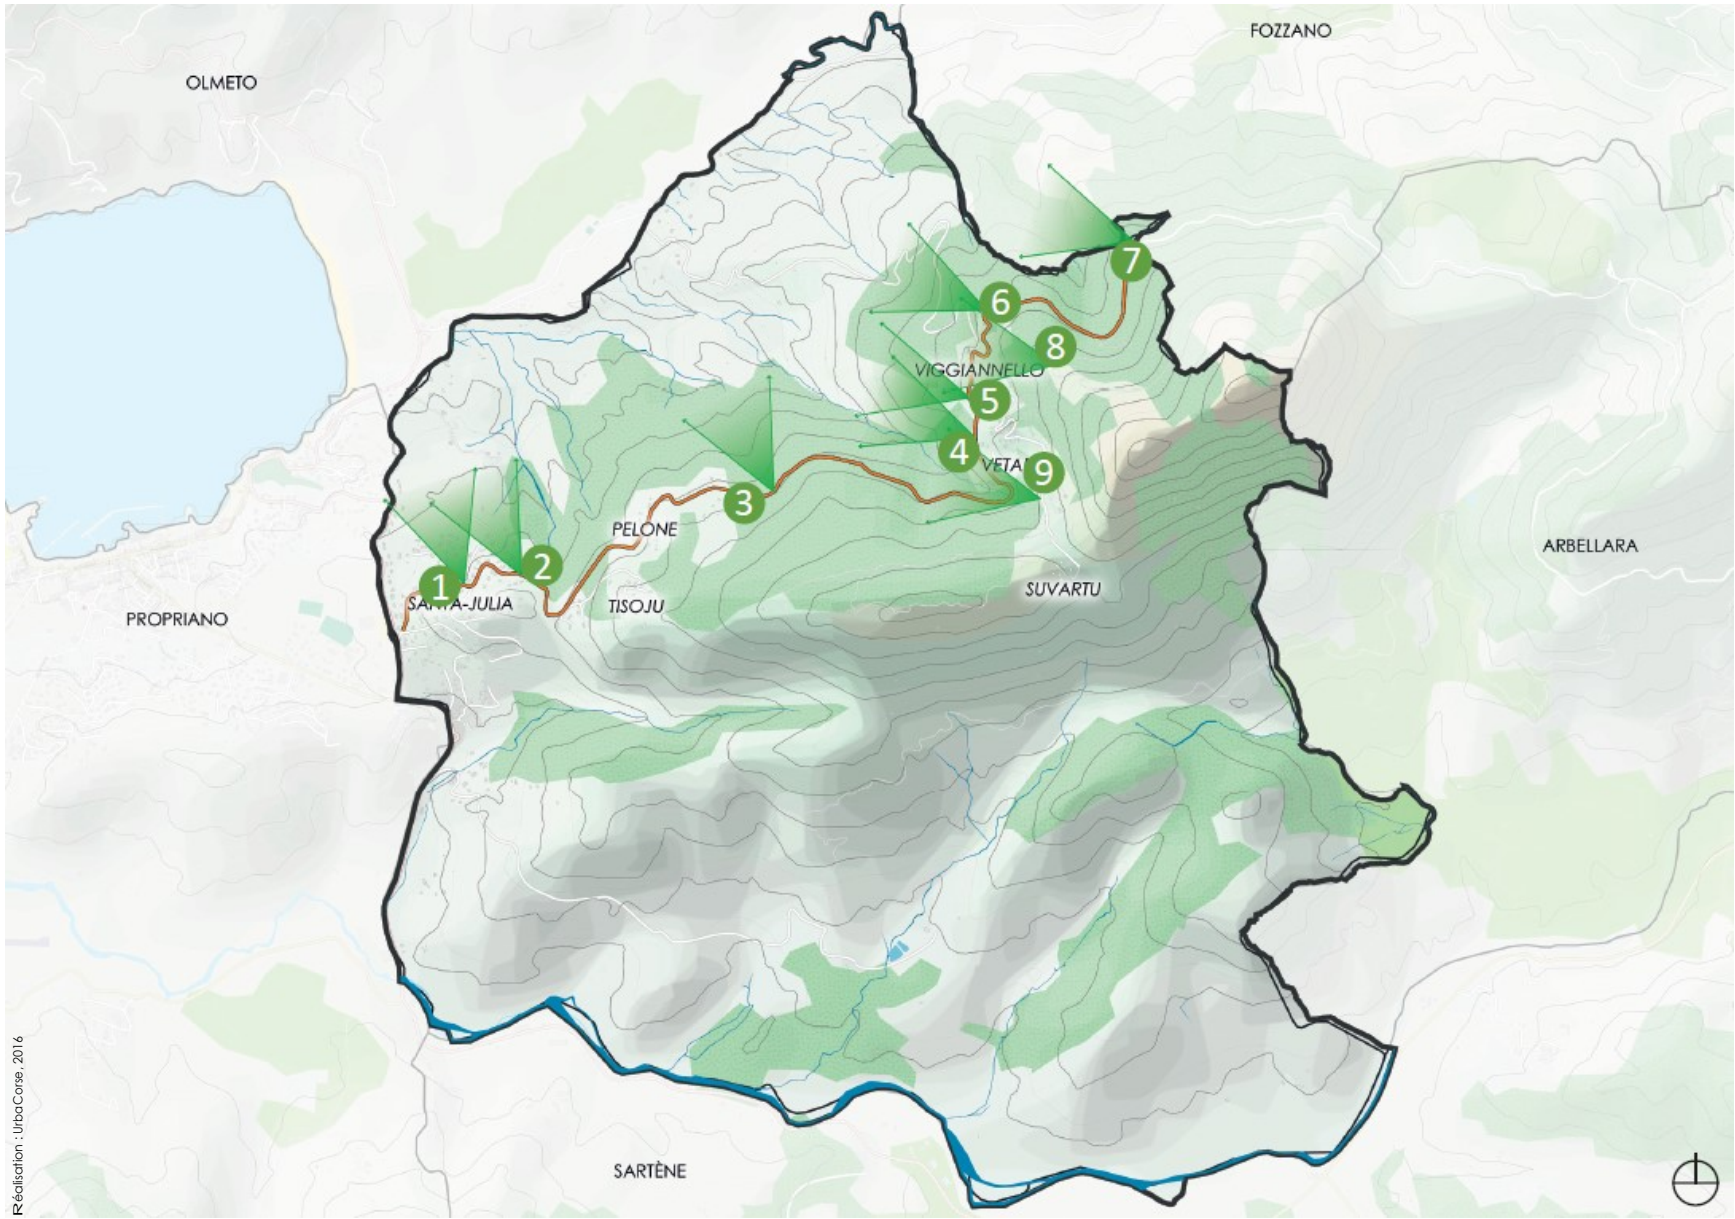 FOZZANO
OLMETO
7
6
8
VIGGIANNELLO
5
4
VETA
9
3
PELONE
ARBELLARA
2
1
SANTA-JULIA
TISOJU
SUVARTU
PROPRIANO
SARTÈNE
Réalisation : UrbaCorse, 2016